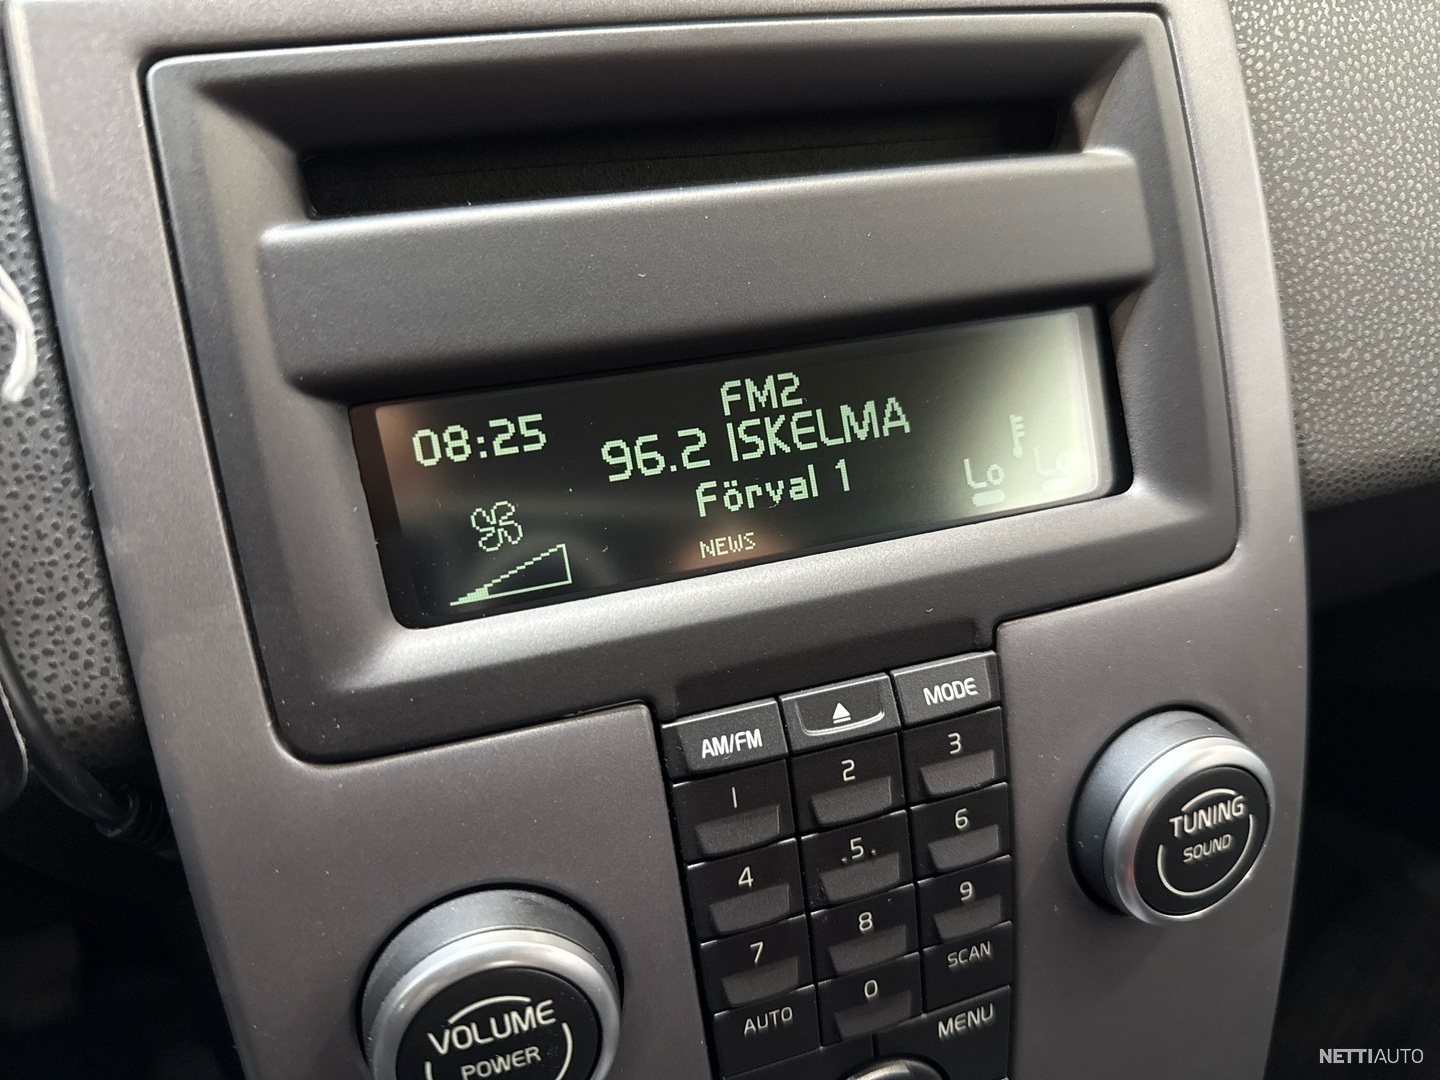 FM2
08:25
96.2 ISKELMA
Förval 1
Lo
Lo
NEWS
AM/FM
MODE
1
2
3
4
.5.
6
7
8
9
AUTO
0
SCAN
MENU
VOLUME
POWER
TUNING
SOUND
NETTIAUTO